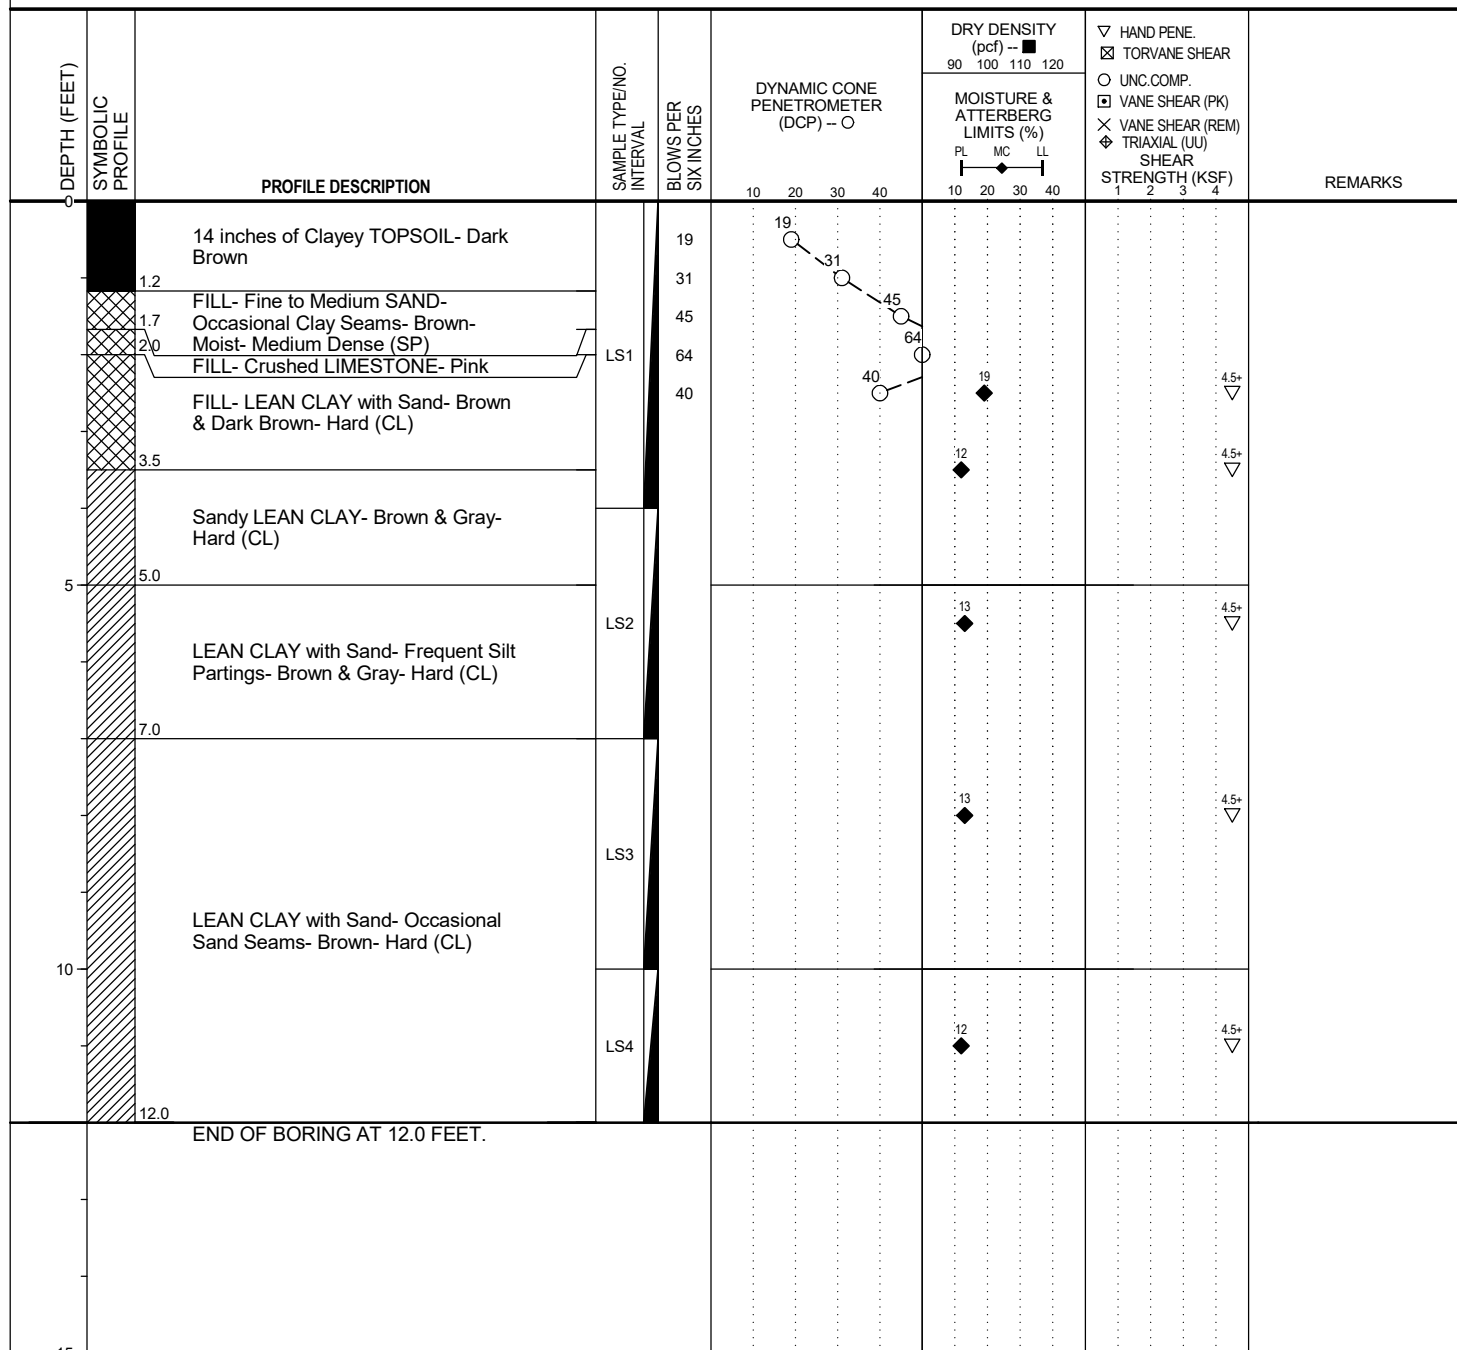 DEPTH (FEET)
SYMBOLIC
PROFILE
PROFILE DESCRIPTION
SAMPLE TYPE/NO.
INTERVAL
BLOWS PER
SIX INCHES
DYNAMIC CONE
PENETROMETER
(DCP) -- O
10 20 30 40
DRY DENSITY
(pcf) -- ■
90 100 110 120
MOISTURE &
ATTERBERG
LIMITS (%)
PL MC LL
10 20 30 40
▽ HAND PENE.
⊠ TORVANE SHEAR
○ UNC.COMP.
⊡ VANE SHEAR (PK)
× VANE SHEAR (REM)
TRIAXIAL (UU)
SHEAR
STRENGTH (KSF)
1 2 3 4
REMARKS
0
14 inches of Clayey TOPSOIL- Dark
Brown
19
19
31
31
1.2
FILL- Fine to Medium SAND-
Occasional Clay Seams- Brown-
Moist- Medium Dense (SP)
45
45
1.7
2.0
FILL- Crushed LIMESTONE- Pink
LS1
64
64
FILL- LEAN CLAY with Sand- Brown
& Dark Brown- Hard (CL)
40
40
19
4.5+
3.5
12
4.5+
Sandy LEAN CLAY- Brown & Gray-
Hard (CL)
5
5.0
LS2
13
4.5+
LEAN CLAY with Sand- Frequent Silt
Partings- Brown & Gray- Hard (CL)
7.0
13
4.5+
LS3
LEAN CLAY with Sand- Occasional
Sand Seams- Brown- Hard (CL)
10
LS4
12
4.5+
12.0
END OF BORING AT 12.0 FEET.